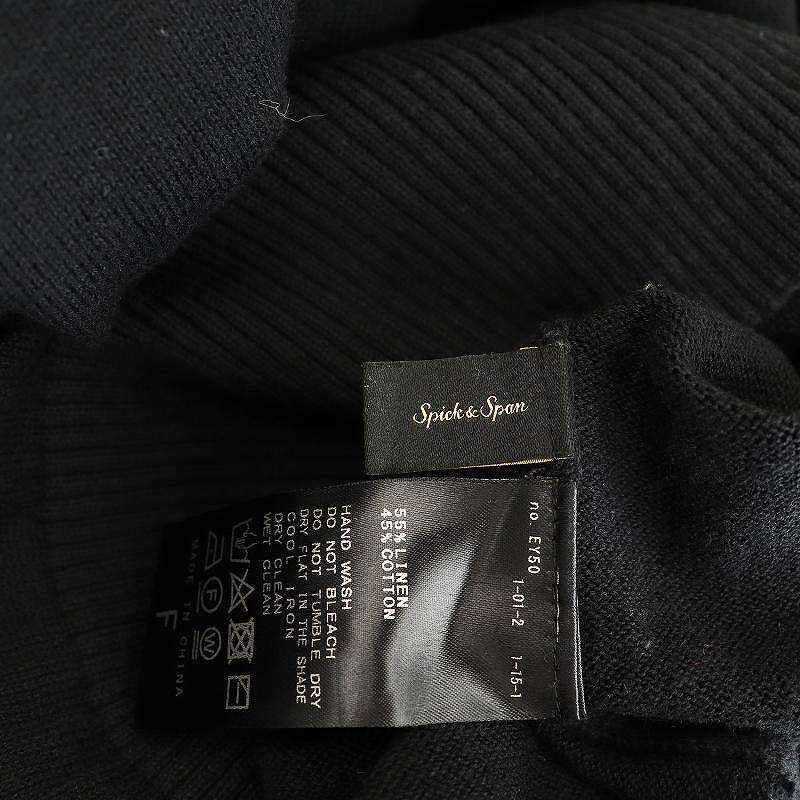 Spick & Span
no. EY50 1-01-2 1-15-1
55% LINEN
45% COTTON
HAND WASH
DO NOT BLEACH
DO NOT TUMBLE DRY
DRY FLAT IN THE SHADE
COOL IRON
DRY CLEAN
WET CLEAN
F W
MADE IN CHINA
F